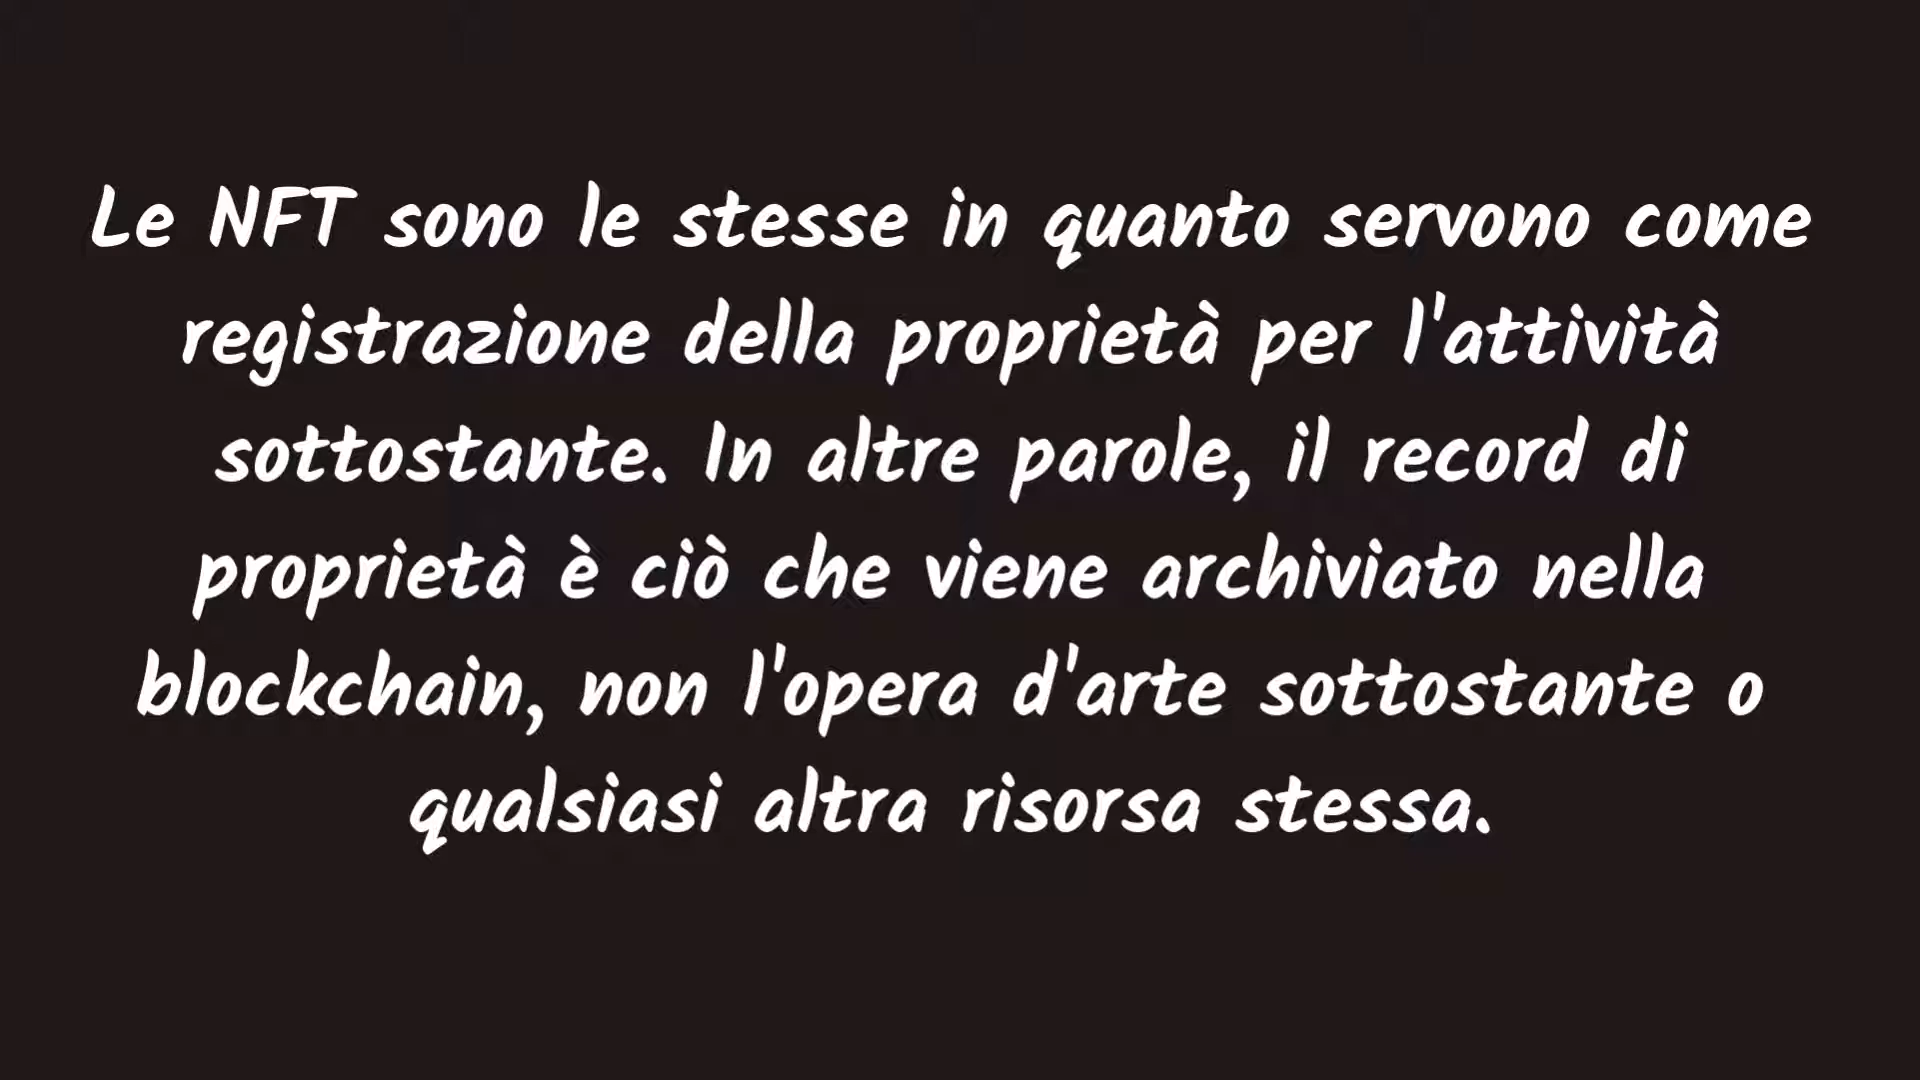 Le NFT sono le stesse in quanto servono come
registrazione della proprietà per l'attività
sottostante. In altre parole, il record di
proprietà è ciò che viene archiviato nella
blockchain, non l'opera d'arte sottostante o
qualsiasi altra risorsa stessa.